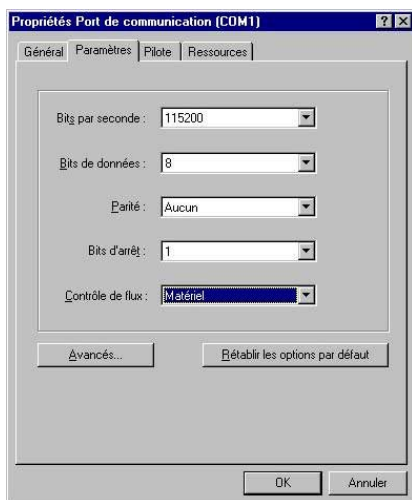 Propriétés Port de communication (COM1)
Général Paramètres Pilote Ressources
Bits par seconde : 115200
Bits de données : 8
Parité : Aucun
Bits d'arrêt : 1
Contrôle de flux : Matériel
Avancés... Rétablir les options par défaut
OK Annuler